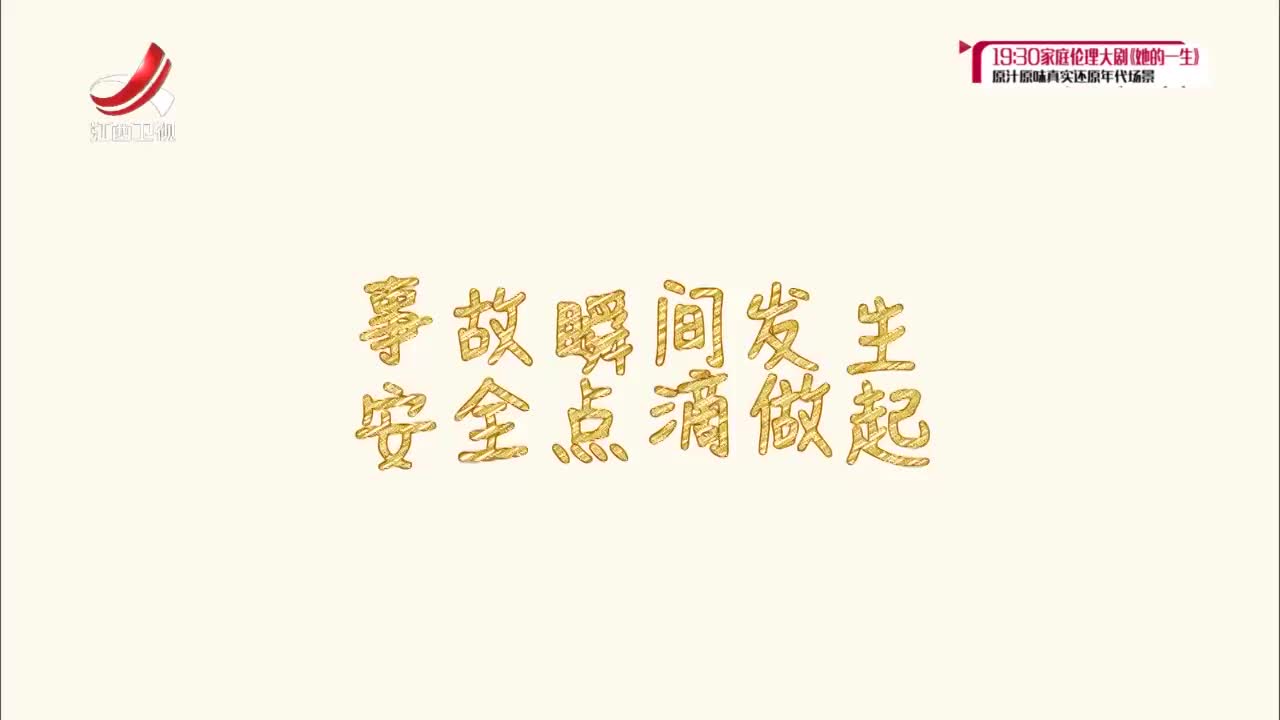 江西卫视
19:30家庭伦理大剧《她的一生》
原汁原味真实还原年代场景
事故瞬间发生
安全点滴做起